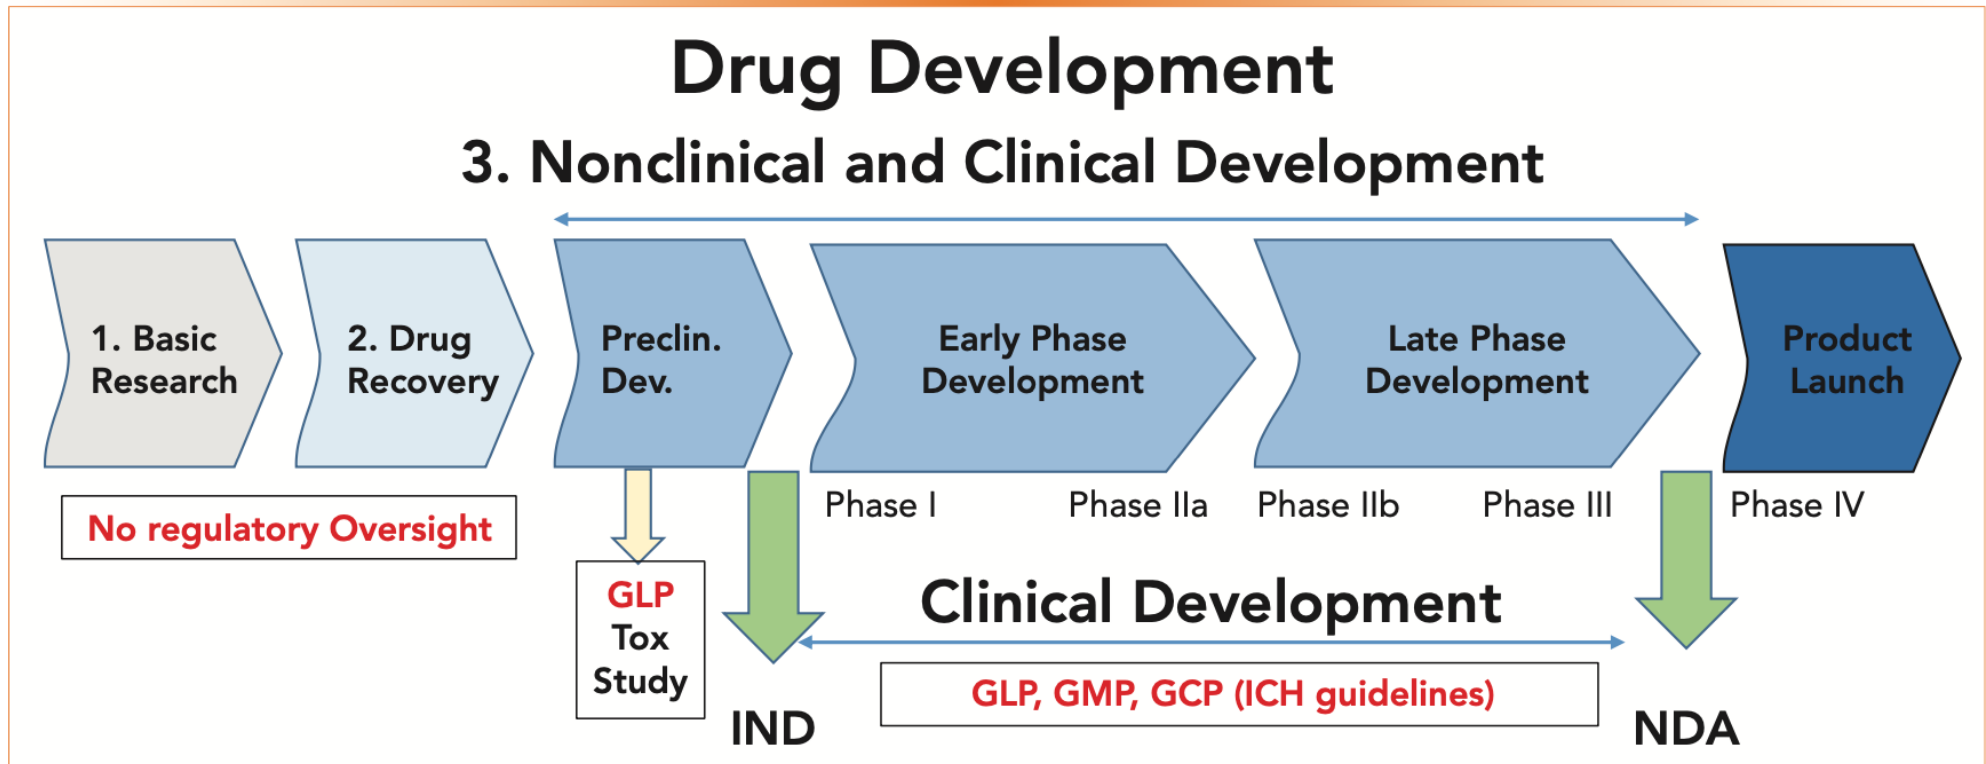 Drug Development
3. Nonclinical and Clinical Development
1. Basic
Research
2. Drug
Recovery
Preclin.
Dev.
Early Phase
Development
Late Phase
Development
Product
Launch
No regulatory Oversight
Phase I
Phase IIa
Phase IIb
Phase III
Phase IV
GLP
Tox
Study
IND
Clinical Development
GLP, GMP, GCP (ICH guidelines)
NDA